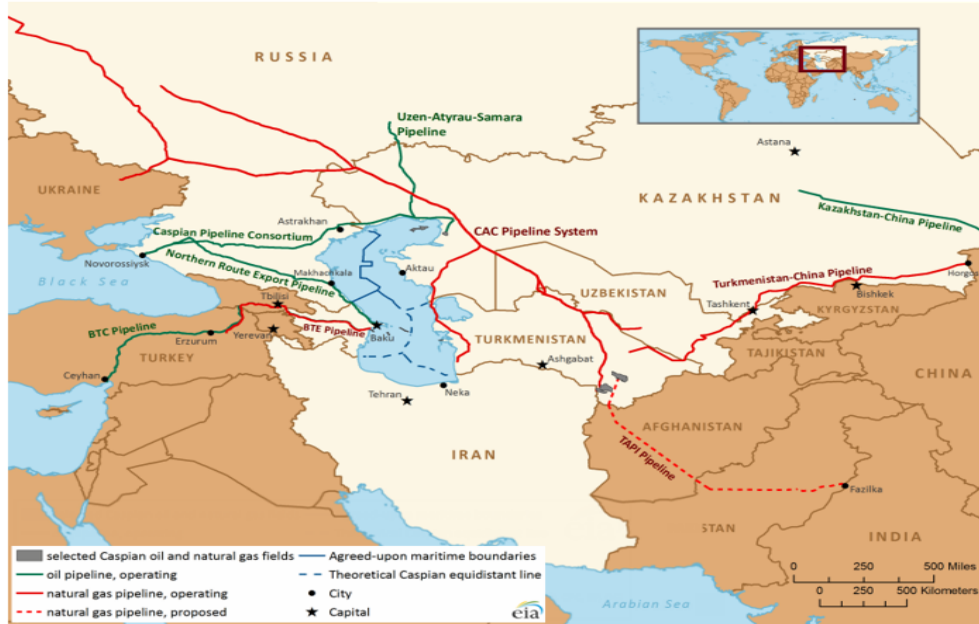 RUSSIA
Uzen-Atyrau-Samara
Pipeline
Astana
UKRAINE
KAZAKHSTAN
Kazakhstan-China Pipeline
Astrakhan
Caspian Pipeline Consortium
CAC Pipeline System
Novorossiysk
Northern Route Export Pipeline
Makhachkala
Aktau
Turkmenistan-China Pipeline
Horgos
Black Sea
Tbilisi
UZBEKISTAN
Tashkent
Bishkek
KYRGYZSTAN
BTC Pipeline
Erzurum
Yerevan
BTE Pipeline
Baku
TURKMENISTAN
TAJIKISTAN
TURKEY
Ashgabat
CHINA
Ceyhan
Tehran
Neka
AFGHANISTAN
IRAN
TAPI Pipeline
Fazilka
STAN
INDIA
selected Caspian oil and natural gas fields
Agreed-upon maritime boundaries
oil pipeline, operating
Theoretical Caspian equidistant line
natural gas pipeline, operating
City
natural gas pipeline, proposed
Capital
eia
Arabian Sea
0 250 500 Miles
0 250 500 Kilometers